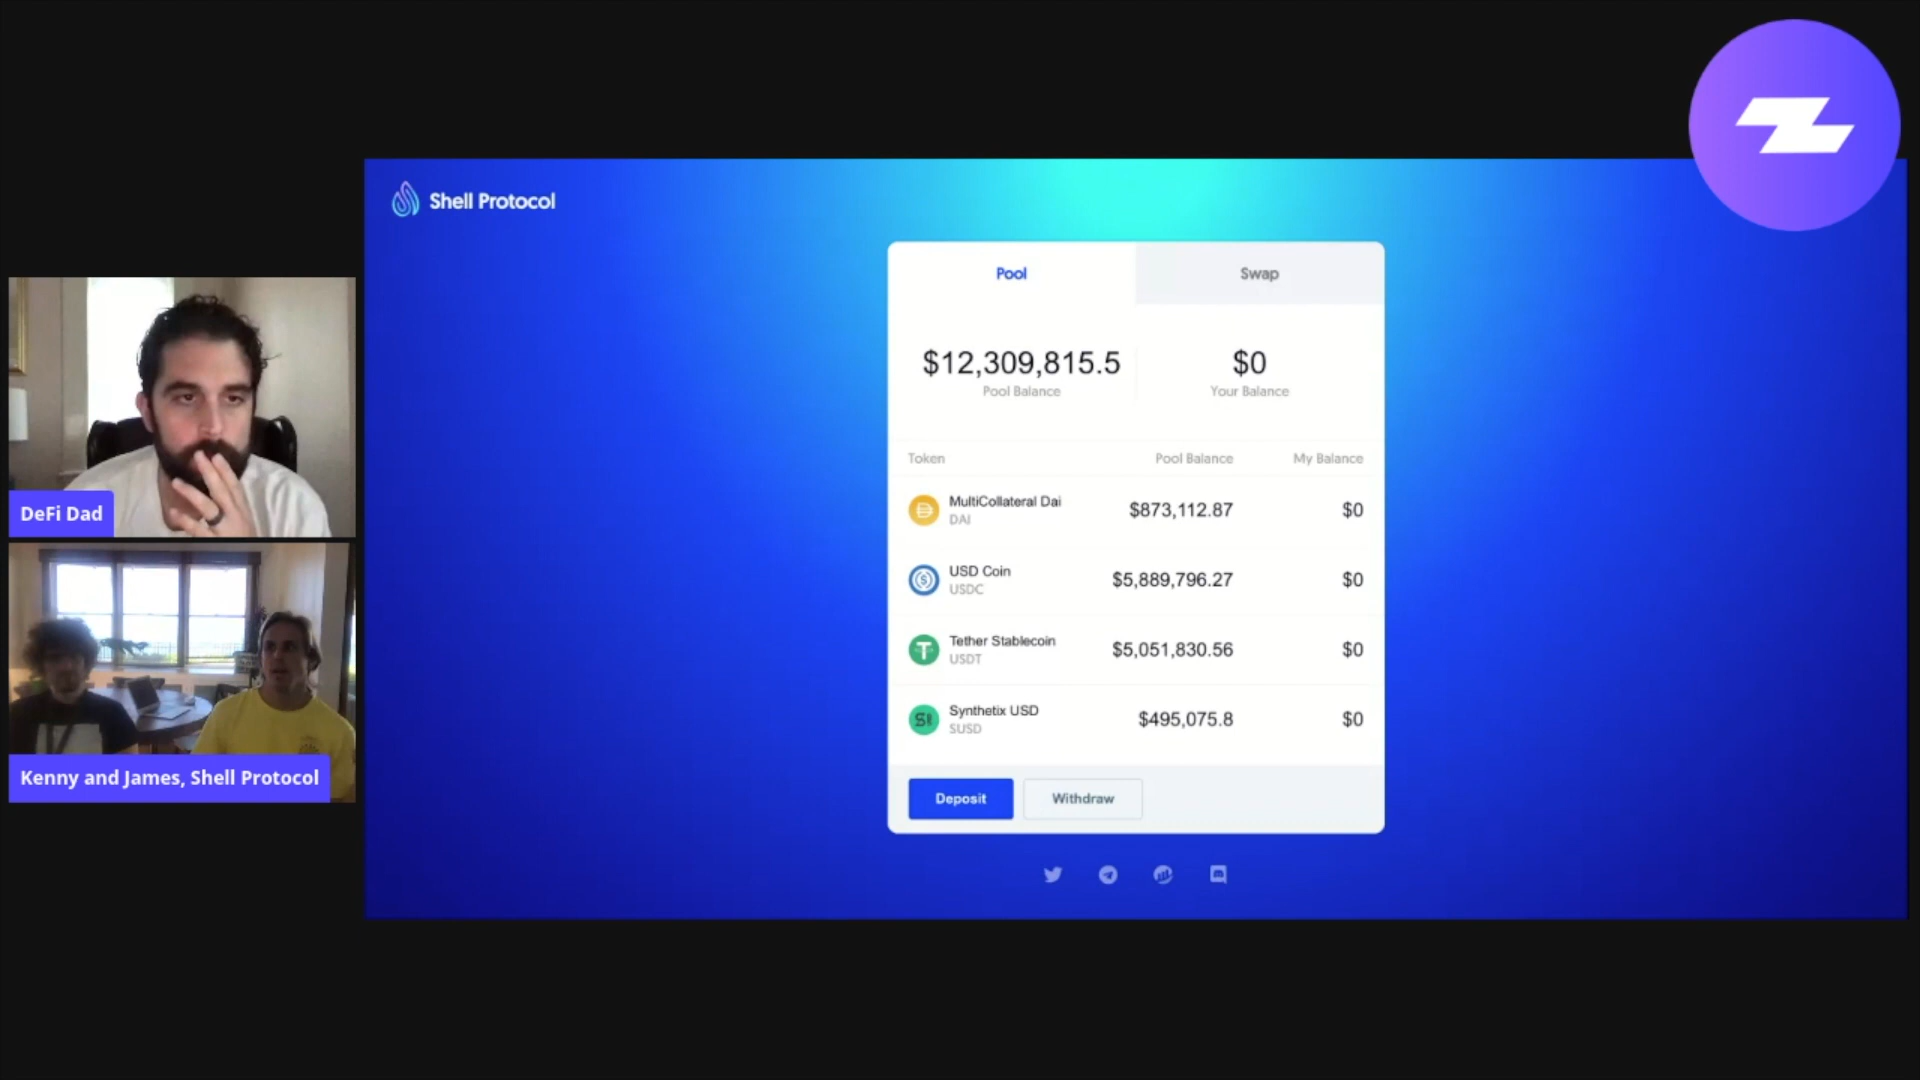 Shell Protocol
Pool
Swap
$12,309,815.5
Pool Balance
$0
Your Balance
Token
Pool Balance
My Balance
MultiCollateral Dai
DAI
$873,112.87
$0
USD Coin
USDC
$5,889,796.27
$0
Tether Stablecoin
USDT
$5,051,830.56
$0
Synthetix USD
SUSD
$495,075.8
$0
Deposit
Withdraw
DeFi Dad
Kenny and James, Shell Protocol